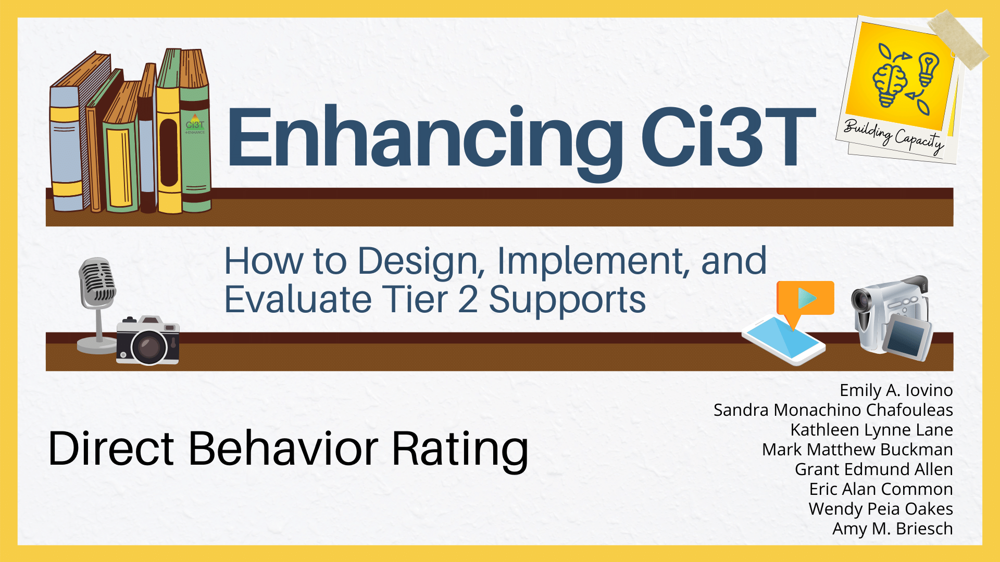 Enhancing Ci3T
Building Capacity
Ci3T
+ENHANCE
How to Design, Implement, and
Evaluate Tier 2 Supports
Direct Behavior Rating
Emily A. Iovino
Sandra Monachino Chafouleas
Kathleen Lynne Lane
Mark Matthew Buckman
Grant Edmund Allen
Eric Alan Common
Wendy Peia Oakes
Amy M. Briesch